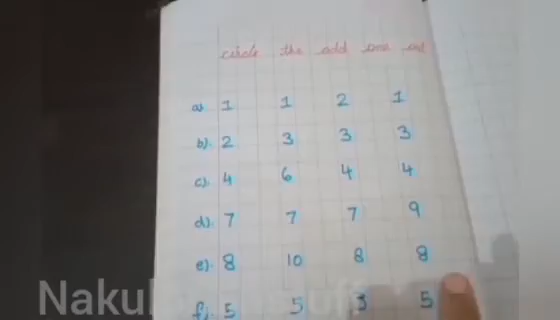 circle the odd one out
a) 1 1 2 1
b). 2 3 3 3
c). 4 6 4 4
d). 7 7 7 9
e). 8 10 8 8
f). 5 5 3 5